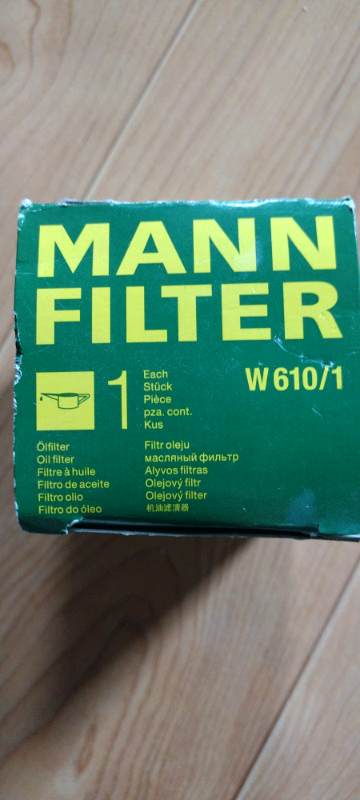 MANN
FILTER
1
Each
Stück
Pièce
pza. cont.
Kus
W 610/1
Ölfilter
Oil filter
Filtre à huile
Filtro de aceite
Filtro olio
Filtro do óleo
Filtr oleju
масляный фильтр
Alyvos filtras
Olejový filtr
Olejový filter
机油滤清器